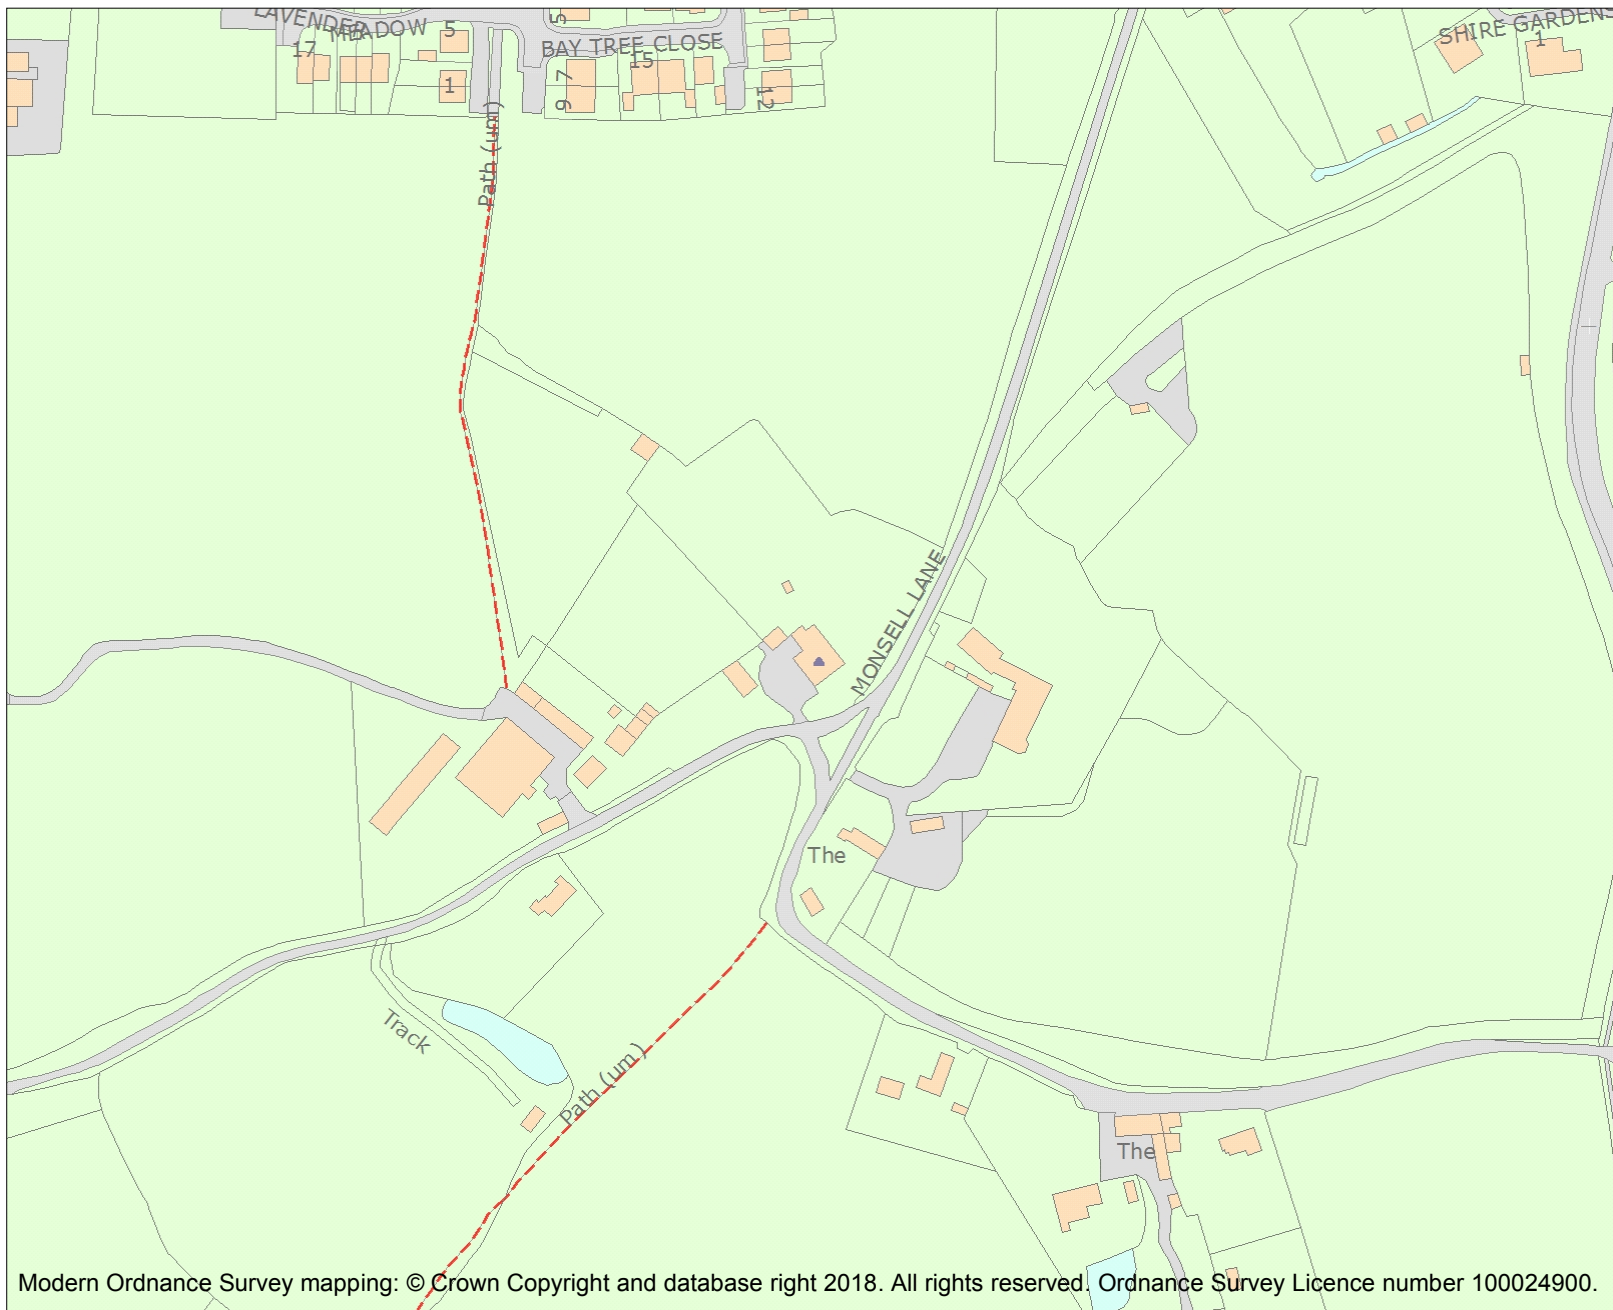 LAVENDER
MEADOW
5
17
1
5
BAY TREE CLOSE
15
7
9
12
SHIRE GARDENS
1
Path (um)
MONSELL LANE
The
Track
Path (um)
The
Modern Ordnance Survey mapping: © Crown Copyright and database right 2018. All rights reserved. Ordnance Survey Licence number 100024900.